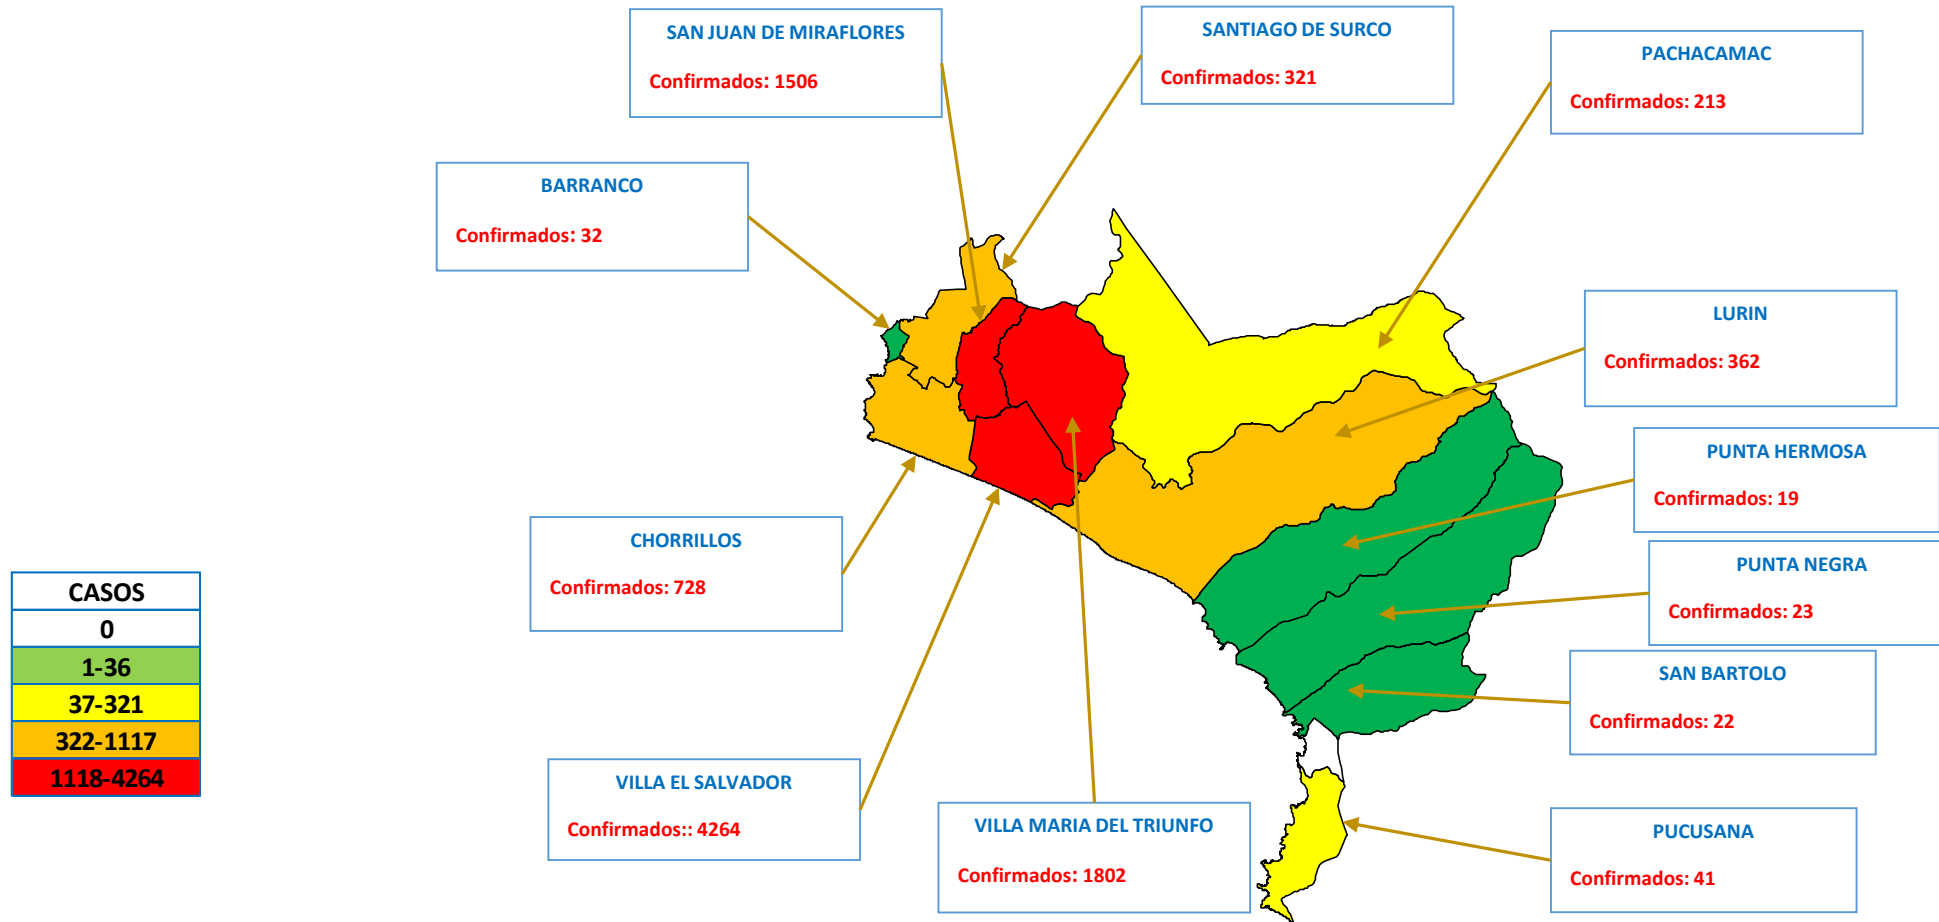 SAN JUAN DE MIRAFLORES
Confirmados: 1506
SANTIAGO DE SURCO
Confirmados: 321
PACHACAMAC
Confirmados: 213
BARRANCO
Confirmados: 32
LURIN
Confirmados: 362
PUNTA HERMOSA
Confirmados: 19
CHORRILLOS
Confirmados: 728
PUNTA NEGRA
Confirmados: 23
CASOS
0
1-36
37-321
322-1117
1118-4264
SAN BARTOLO
Confirmados: 22
VILLA EL SALVADOR
Confirmados:: 4264
VILLA MARIA DEL TRIUNFO
Confirmados: 1802
PUCUSANA
Confirmados: 41